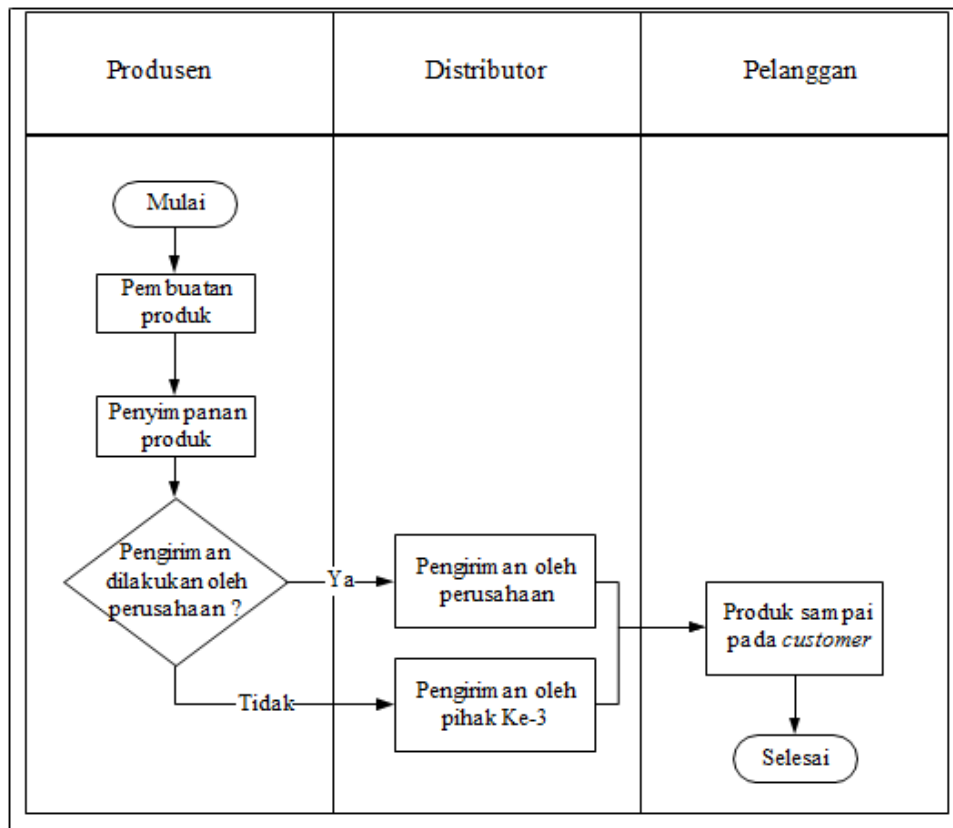 Produsen
Distributor
Pelanggan
Mulai
Pembuatan
produk
Penyimpanan
produk
Pengiriman
dilakukan oleh
perusahaan ?
Ya
Tidak
Pengiriman oleh
perusahaan
Pengiriman oleh
pihak Ke-3
Produk sampai
pada customer
Selesai